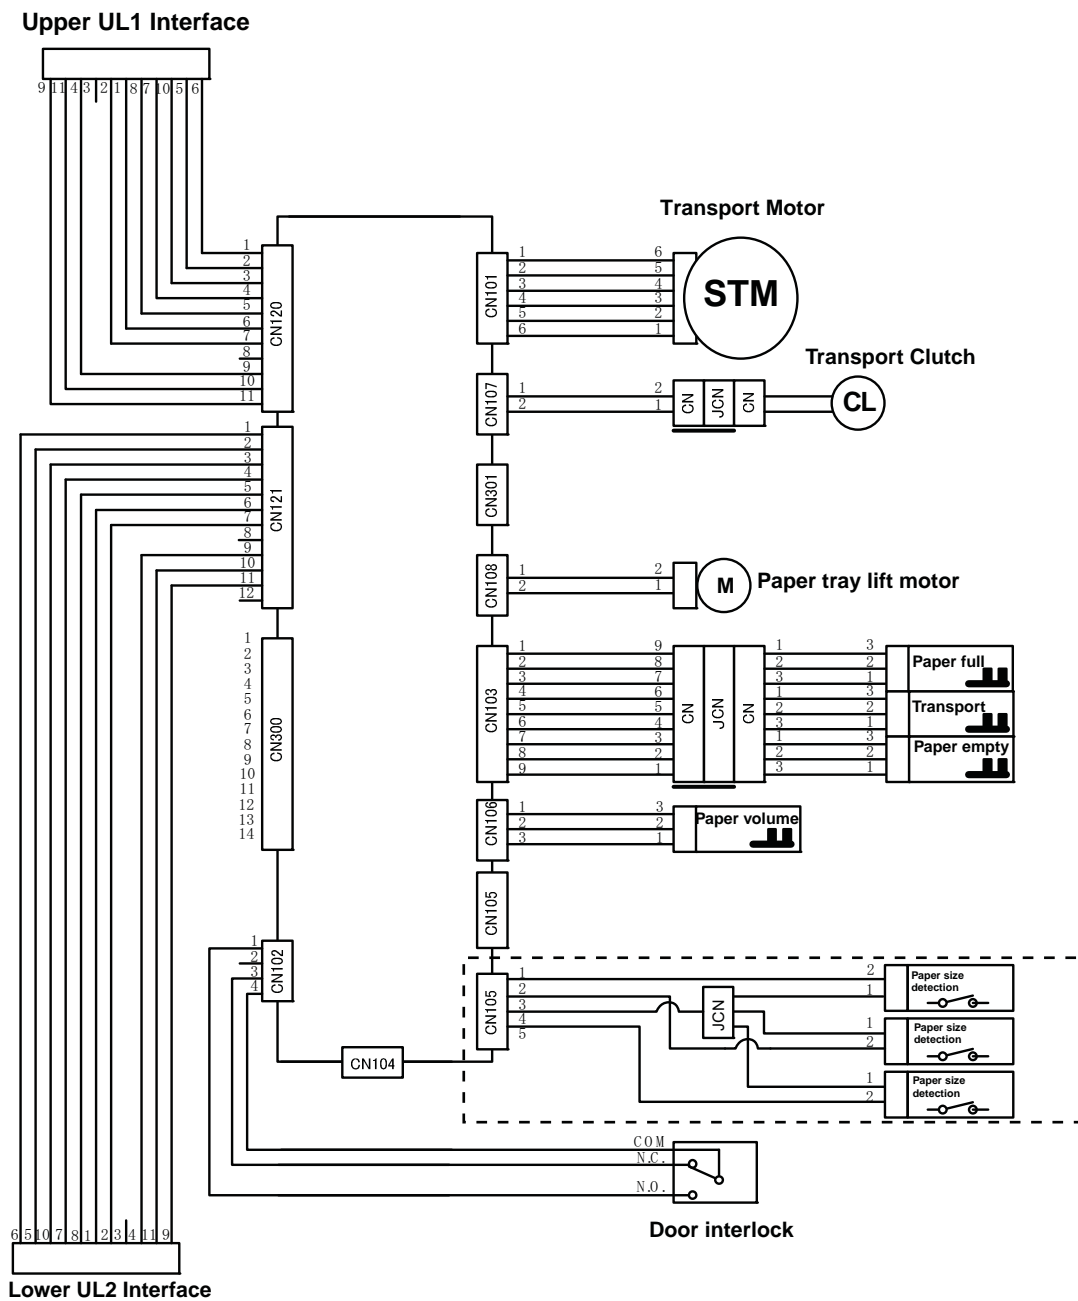 Upper UL1 Interface
9 11 4 3 2 1 8 7 10 5 6
Transport Motor
1
2
3
4
5
6
7
8
9
10
11
CN120
CN101
1
2
3
4
5
6
6
5
4
3
2
1
STM
Transport Clutch
CN107
1
2
2
1
CN
JCN
CN
CL
1
2
3
4
5
6
7
8
9
10
11
12
CN121
CN301
CN108
1
2
2
1
M
Paper tray lift motor
1
2
3
4
5
6
7
8
9
10
11
12
13
14
CN300
CN103
1
2
3
4
5
6
7
8
9
9
8
7
6
5
4
3
2
1
CN
JCN
CN
1
2
3
1
2
3
1
2
3
3
2
1
3
2
1
3
2
1
Paper full
Transport
Paper empty
CN106
1
2
3
3
2
1
Paper volume
CN105
1
2
3
4
CN102
CN105
1
2
3
4
5
JCN
2
1
Paper size
detection
1
2
Paper size
detection
1
2
Paper size
detection
CN104
COM
N.C.
N.O.
Door interlock
6 5 10 7 8 1 2 3 4 11 9
Lower UL2 Interface